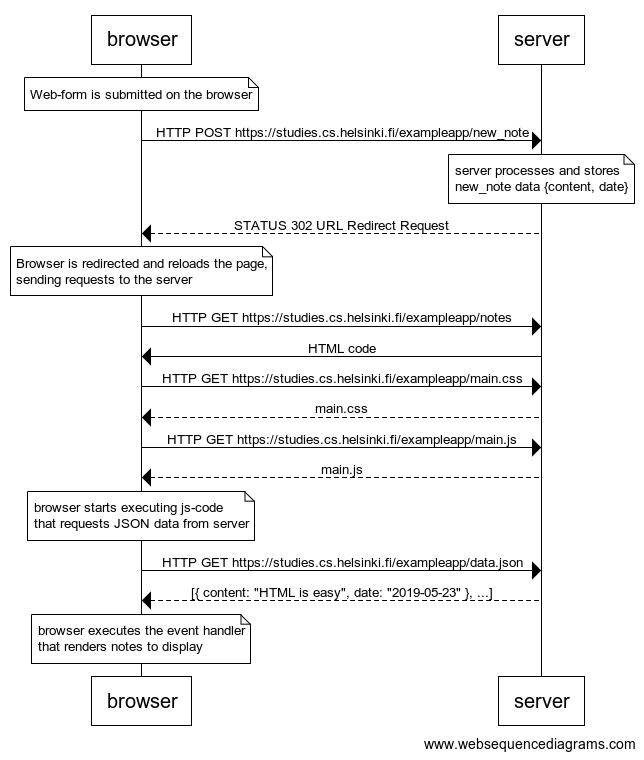 browser
server
Web-form is submitted on the browser
HTTP POST https://studies.cs.helsinki.fi/exampleapp/new_note
server processes and stores
new_note data {content, date}
STATUS 302 URL Redirect Request
Browser is redirected and reloads the page,
sending requests to the server
HTTP GET https://studies.cs.helsinki.fi/exampleapp/notes
HTML code
HTTP GET https://studies.cs.helsinki.fi/exampleapp/main.css
main.css
HTTP GET https://studies.cs.helsinki.fi/exampleapp/main.js
main.js
browser starts executing js-code
that requests JSON data from server
HTTP GET https://studies.cs.helsinki.fi/exampleapp/data.json
[{ content: "HTML is easy", date: "2019-05-23" }, ...]
browser executes the event handler
that renders notes to display
browser
server
www.websequencediagrams.com